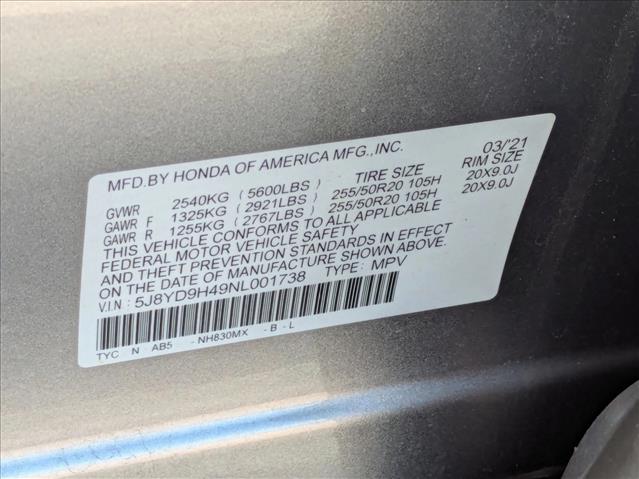 MFD.BY HONDA OF AMERICA MFG.,INC. 03/'21
TIRE SIZE RIM SIZE
GVWR 2540KG (5600LBS)
GAWR F 1325KG (2921LBS) 255/50R20 105H 20X9.0J
GAWR R 1255KG (2767LBS) 255/50R20 105H 20X9.0J
THIS VEHICLE CONFORMS TO ALL APPLICABLE
FEDERAL MOTOR VEHICLE SAFETY
AND THEFT PREVENTION STANDARDS IN EFFECT
ON THE DATE OF MANUFACTURE SHOWN ABOVE.
V.I.N: 5J8YD9H49NL001738 TYPE: MPV
TYC N - AB5 - NH830MX - B - L